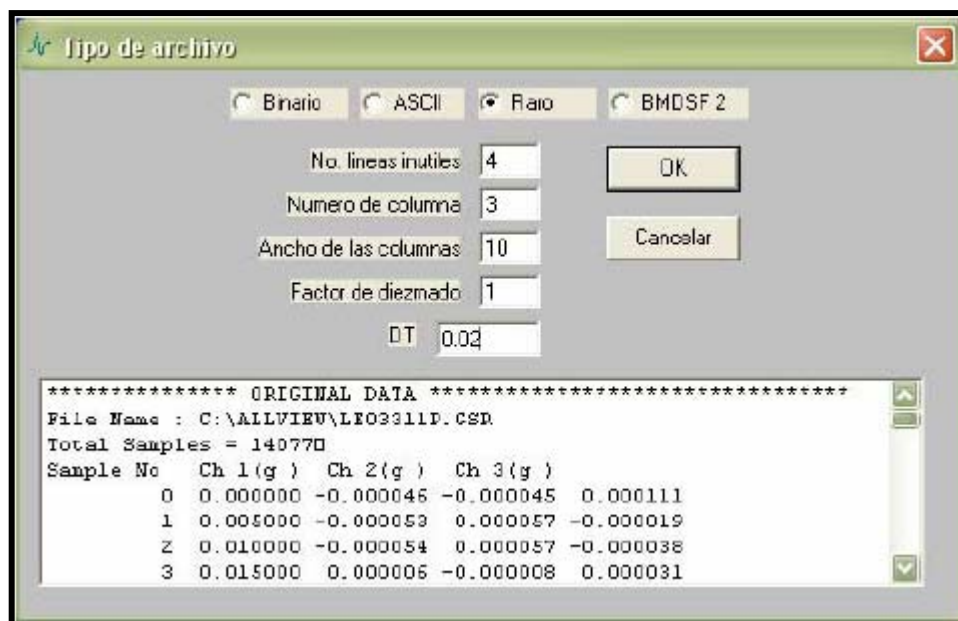 Tipo de archivo
Binario ASCII Raro BMDSF 2
No. lineas inutiles 4
OK
Numero de columna 3
Ancho de las columnas 10
Cancelar
Factor de diezmado 1
DT 0.02
*************** ORIGINAL DATA *********************************
File Name : C:\ALLVIEW\LEO3311D.GSR
Total Samples = 14077
Sample No Ch 1(g ) Ch 2(g ) Ch 3(g )
0 0.000000 -0.000046 -0.000045 0.000111
1 0.005000 -0.000053 0.000057 -0.000019
2 0.010000 -0.000054 0.000057 -0.000038
3 0.015000 0.000006 -0.000008 0.000031